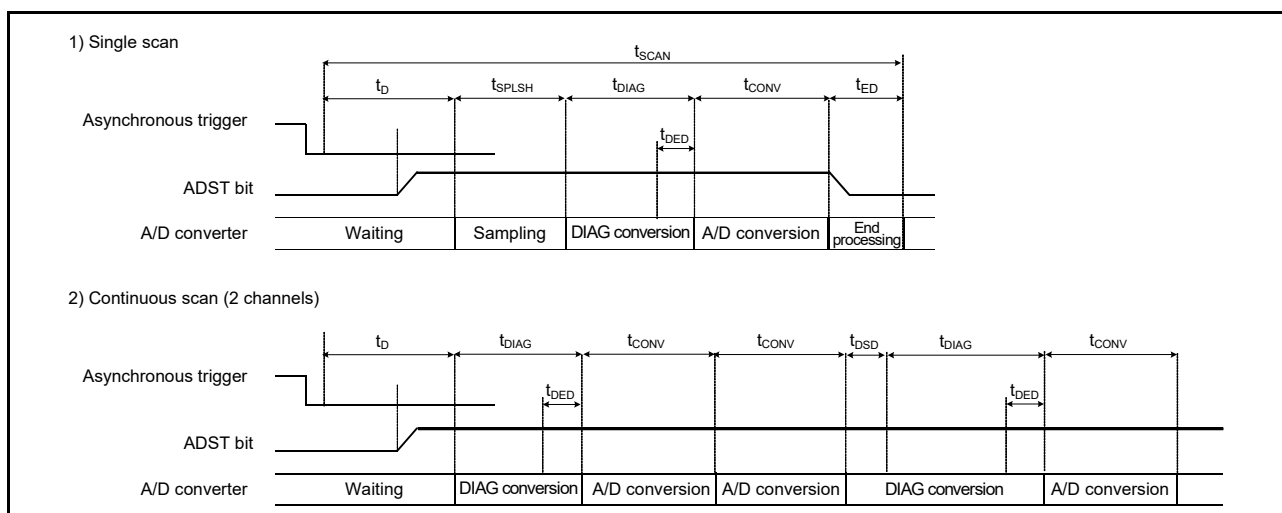 1) Single scan
tSCAN
tD tSPLSH tDIAG tCONV tED
Asynchronous trigger
tDED
ADST bit
A/D converter Waiting Sampling DIAG conversion A/D conversion End processing
2) Continuous scan (2 channels)
tD tDIAG tCONV tCONV tDSD tDIAG tCONV
Asynchronous trigger
tDED tDED
ADST bit
A/D converter Waiting DIAG conversion A/D conversion A/D conversion DIAG conversion A/D conversion